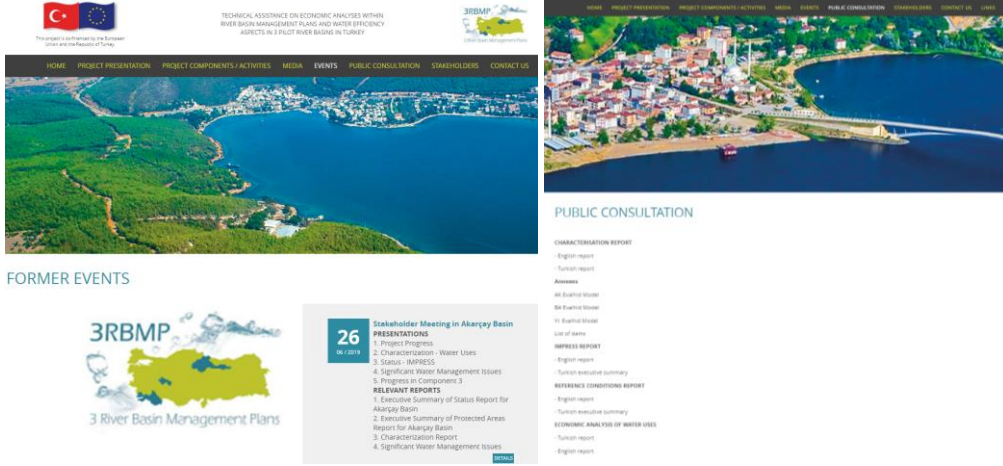 This project is co-financed by the European
Union and the Republic of Turkey
TECHNICAL ASSISTANCE ON ECONOMIC ANALYSES WITHIN
RIVER BASIN MANAGEMENT PLANS AND WATER EFFICIENCY
ASPECTS IN 3 PILOT RIVER BASINS IN TURKEY
3RBMP
3 River Basin Management Plans
HOME PROJECT PRESENTATION PROJECT COMPONENTS / ACTIVITIES MEDIA EVENTS PUBLIC CONSULTATION STAKEHOLDERS CONTACT US
FORMER EVENTS
3RBMP
3 River Basin Management Plans
26
06 / 2019
Stakeholder Meeting in Akarçay Basin
PRESENTATIONS
1. Project Progress
2. Characterization - Water Uses
3. Status - IMPRESS
4. Significant Water Management Issues
5. Progress in Component 3
RELEVANT REPORTS
1. Executive Summary of Status Report for
Akarçay Basin
2. Executive Summary of Protected Areas
Report for Akarçay Basin
3. Characterization Report
4. Significant Water Management Issues
DETAILS
HOME PROJECT PRESENTATION PROJECT COMPONENTS / ACTIVITIES MEDIA EVENTS PUBLIC CONSULTATION STAKEHOLDERS CONTACT US LINKS
PUBLIC CONSULTATION
CHARACTERISATION REPORT
- English report
- Turkish report
Annexes
AK Evalhid Model
BA Evalhid Model
YI Evalhid Model
List of items
IMPRESS REPORT
- English report
- Turkish executive summary
REFERENCE CONDITIONS REPORT
- English report
- Turkish executive summary
ECONOMIC ANALYSIS OF WATER USES
- Turkish report
- English report